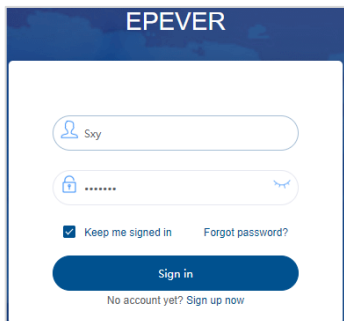 EPEVER
Sxy
•••••••
Keep me signed in Forgot password?
Sign in
No account yet? Sign up now